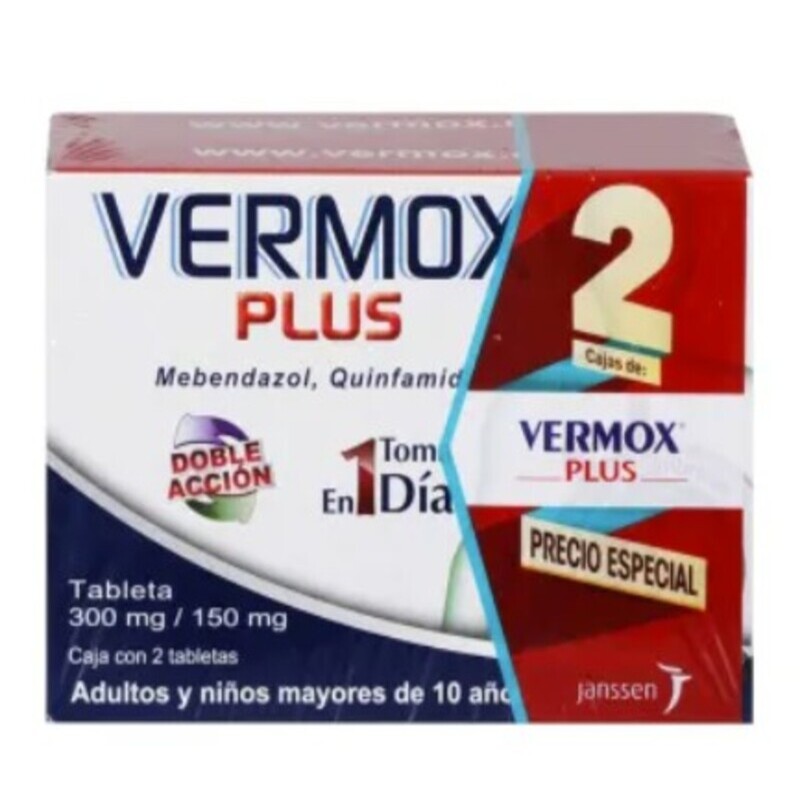 www.vermox.
www.vermox.
VERMOX
PLUS
Mebendazol, Quinfamid
DOBLE
ACCIÓN
1 Tom
En Día
Tableta
300 mg / 150 mg
Caja con 2 tabletas
Adultos y niños mayores de 10 año
2
Cajas de:
VERMOX®
PLUS
PRECIO ESPECIAL
janssen